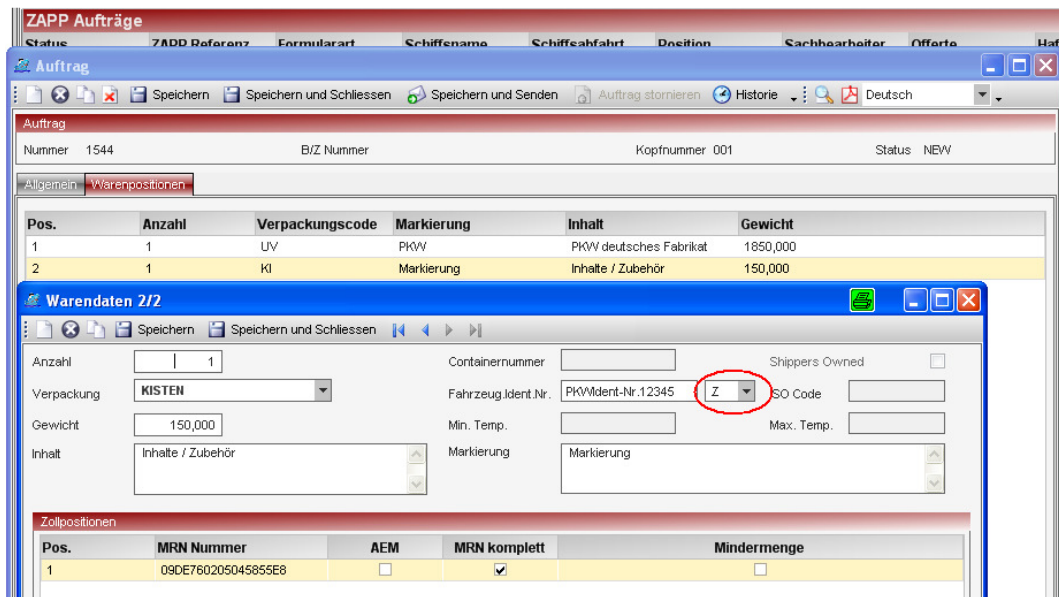 ZAPP Aufträge
Status ZAPP Referenz Formularart Schiffsname Schiffsabfahrt Position Sachbearbeiter Offerte Haf
Auftrag
Speichern Speichern und Schliessen Speichern und Senden Auftrag stornieren Historie Deutsch
Auftrag
Nummer 1544 B/Z Nummer Kopfnummer 001 Status NEW
Allgemein Warenpositionen
Pos. Anzahl Verpackungscode Markierung Inhalt Gewicht
1 1 UV PKW PKW deutsches Fabrikat 1850,000
2 1 KI Markierung Inhalte / Zubehör 150,000
Warendaten 2/2
Speichern Speichern und Schliessen
Anzahl 1 Containernummer Shippers Owned
Verpackung KISTEN Fahrzeug.Ident.Nr. PKWIdent-Nr.12345 Z SO Code
Gewicht 150,000 Min. Temp. Max. Temp.
Inhalt Inhalte / Zubehör Markierung Markierung
Zollpositionen
Pos. MRN Nummer AEM MRN komplett Mindermenge
1 09DE760205045855E8